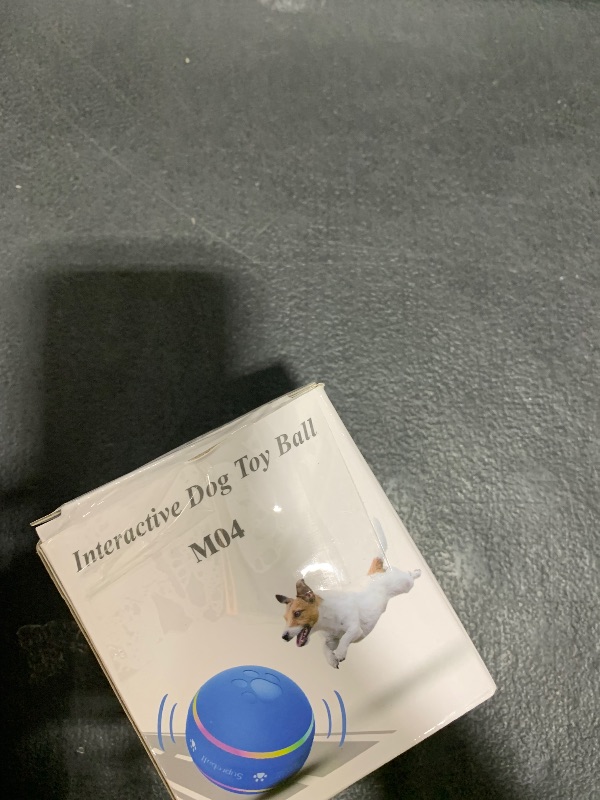 Interactive Dog Toy Ball
M04